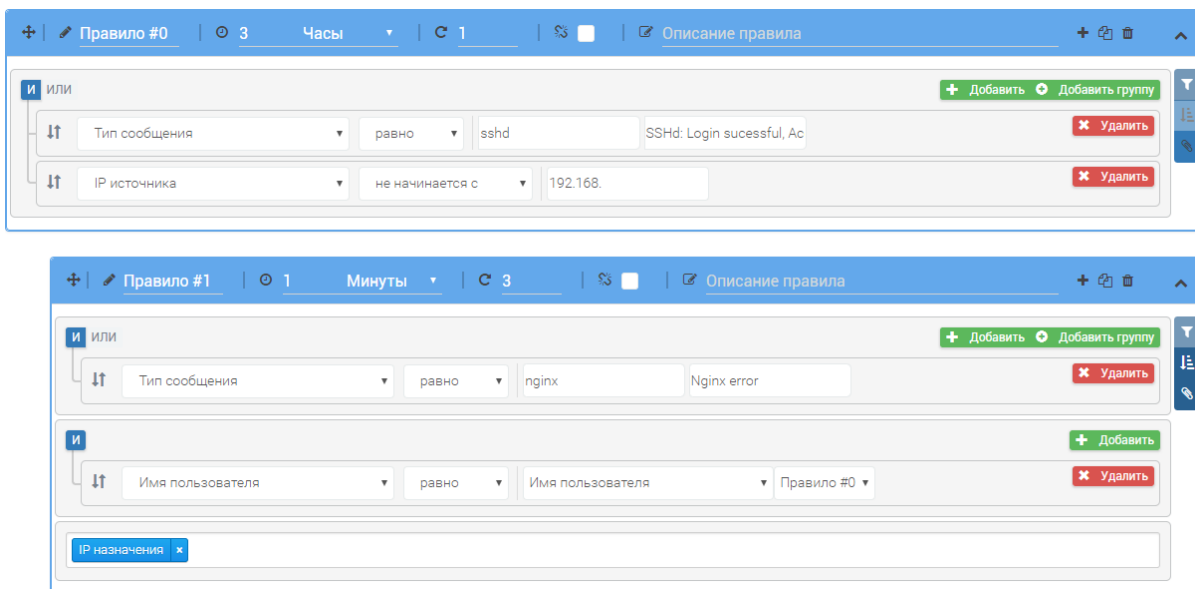 Правило #0 3 Часы 1 Описание правила
И ИЛИ Добавить Добавить группу
Тип сообщения равно sshd SSHd: Login sucessful, Ac Удалить
IP источника не начинается с 192.168. Удалить
Правило #1 1 Минуты 3 Описание правила
И ИЛИ Добавить Добавить группу
Тип сообщения равно nginx Nginx error Удалить
И Добавить
Имя пользователя равно Имя пользователя Правило #0 Удалить
IP назначения ×